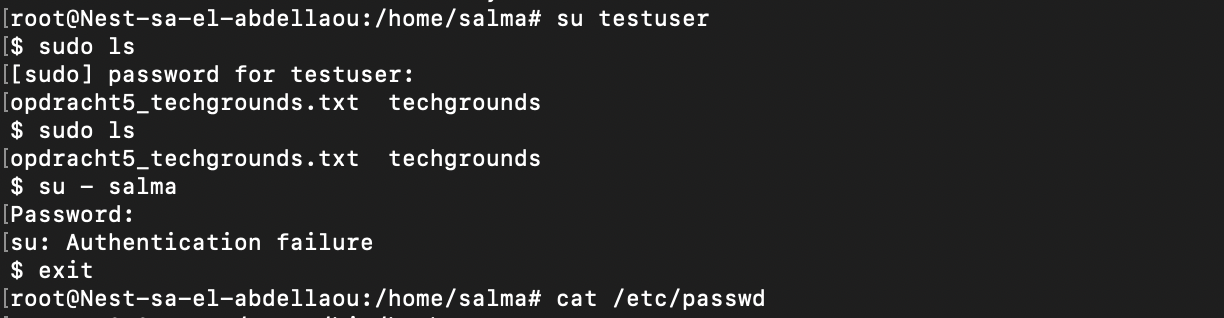 [root@Nest-sa-el-abdellaou:/home/salma# su testuser
[$ sudo ls
[[sudo] password for testuser:
[opdracht5_techgrounds.txt  techgrounds
$ sudo ls
[opdracht5_techgrounds.txt  techgrounds
$ su - salma
[Password:
[su: Authentication failure
$ exit
[root@Nest-sa-el-abdellaou:/home/salma# cat /etc/passwd